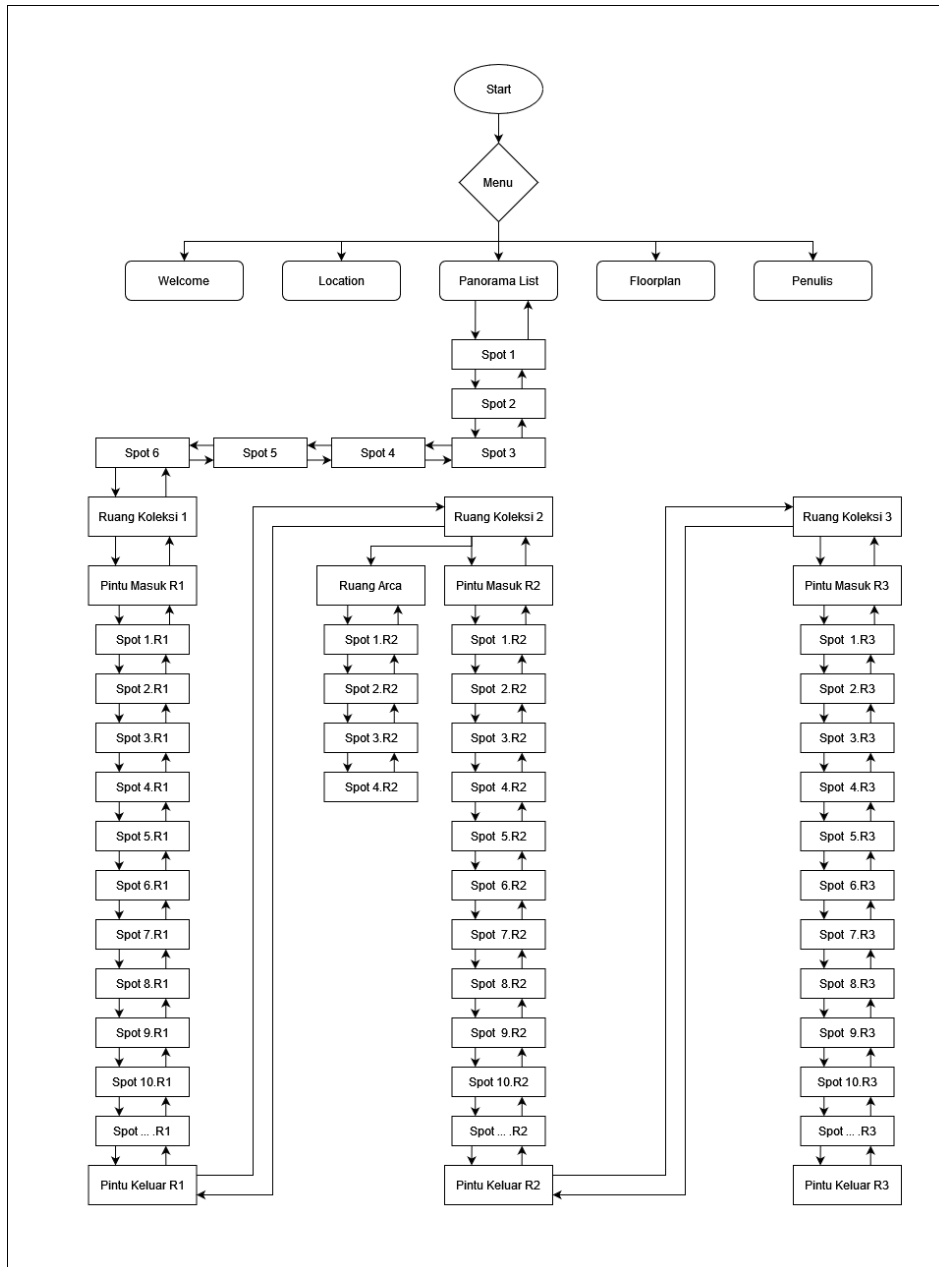 Start
Menu
Welcome
Location
Panorama List
Floorplan
Penulis
Spot 1
Spot 2
Spot 6
Spot 5
Spot 4
Spot 3
Ruang Koleksi 1
Ruang Koleksi 2
Ruang Koleksi 3
Pintu Masuk R1
Ruang Arca
Pintu Masuk R2
Pintu Masuk R3
Spot 1.R1
Spot 1.R2
Spot 1.R2
Spot 1.R3
Spot 2.R1
Spot 2.R2
Spot 2.R2
Spot 2.R3
Spot 3.R1
Spot 3.R2
Spot 3.R2
Spot 3.R3
Spot 4.R1
Spot 4.R2
Spot 4.R2
Spot 4.R3
Spot 5.R1
Spot 5.R2
Spot 5.R3
Spot 6.R1
Spot 6.R2
Spot 6.R3
Spot 7.R1
Spot 7.R2
Spot 7.R3
Spot 8.R1
Spot 8.R2
Spot 8.R3
Spot 9.R1
Spot 9.R2
Spot 9.R3
Spot 10.R1
Spot 10.R2
Spot 10.R3
Spot ... .R1
Spot ... .R2
Spot ... .R3
Pintu Keluar R1
Pintu Keluar R2
Pintu Keluar R3